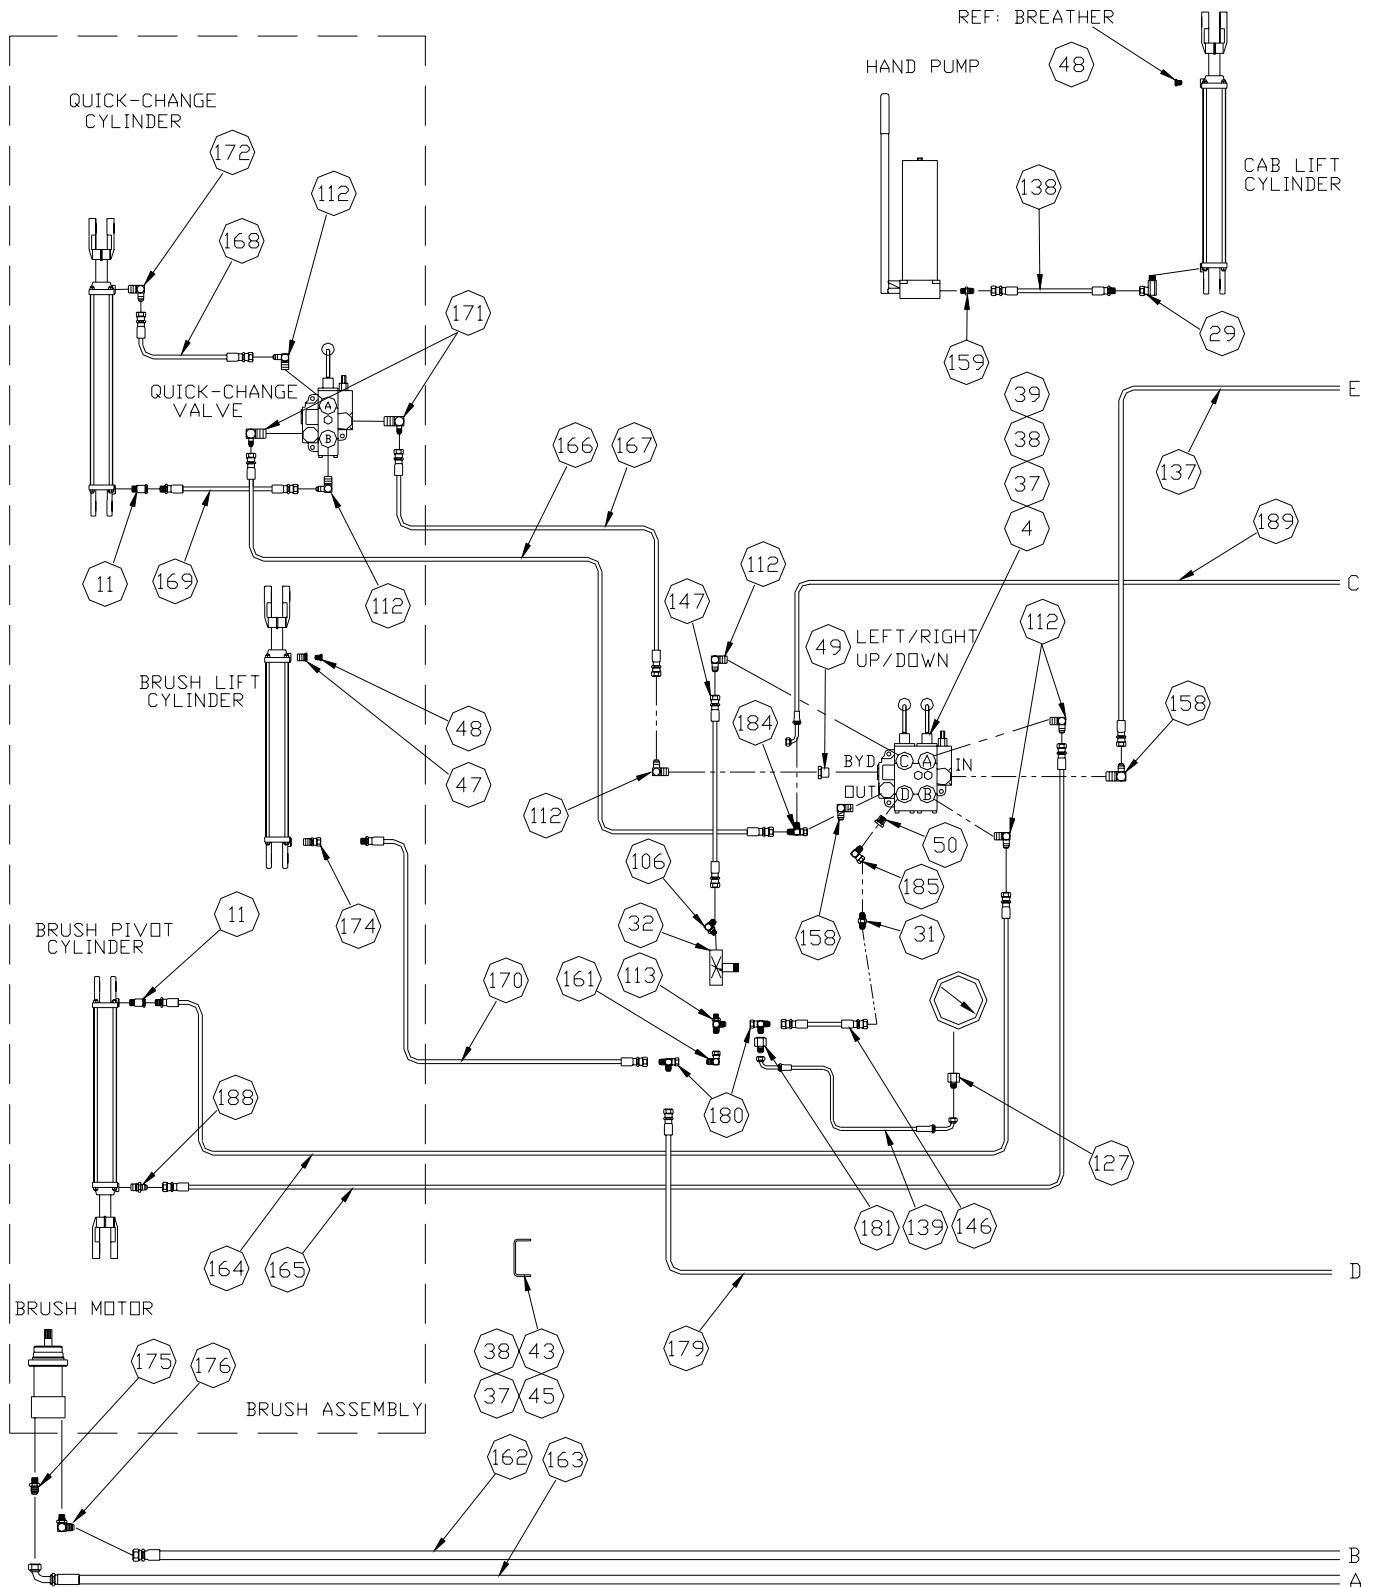 REF: BREATHER
48
HAND PUMP
QUICK-CHANGE
CYLINDER
172
112
168
138
CAB LIFT
CYLINDER
171
159
29
QUICK-CHANGE
VALVE
A
B
39
38
37
4
E
137
166
167
189
11
169
112
147
112
C
112
49
LEFT/RIGHT
UP/DOWN
BRUSH LIFT
CYLINDER
48
47
184
158
BYD
C
A
IN
112
OUT
D
B
50
106
185
174
11
32
158
31
BRUSH PIVOT
CYLINDER
170
161
113
188
180
127
181
139
146
164
165
D
BRUSH MOTOR
38
43
179
175
176
37
45
BRUSH ASSEMBLY
162
163
B
A